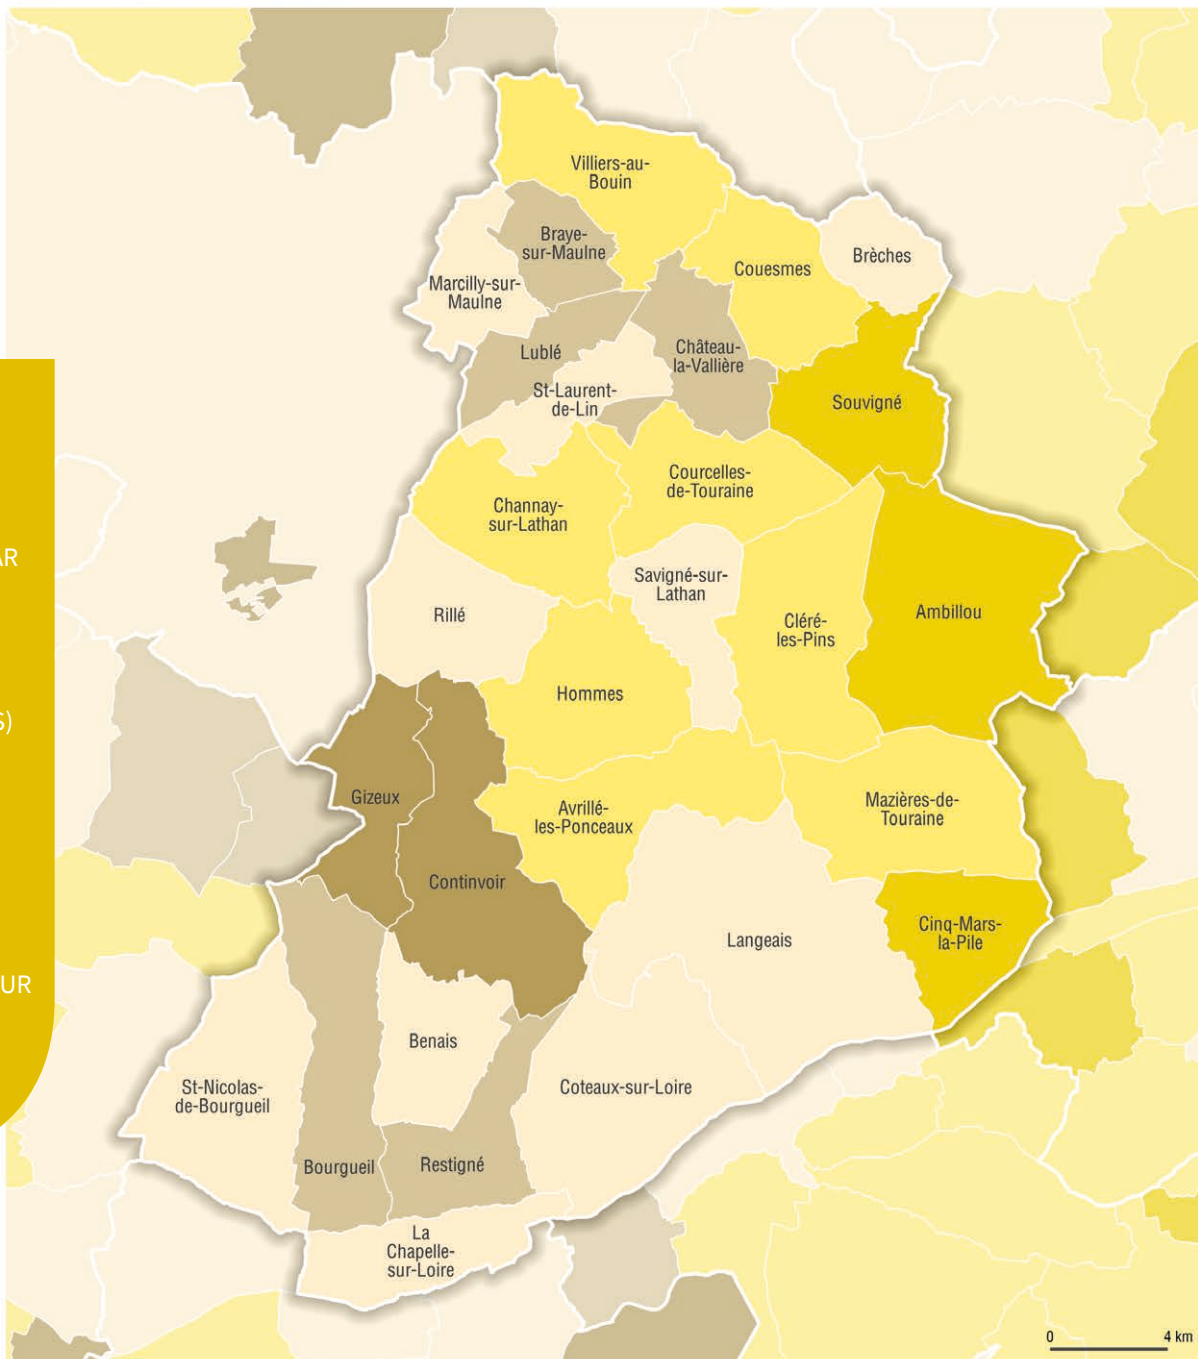 Villiers-au-
Bouin
Braye-
sur-Maulne
Brèches
Couesmes
Marcilly-sur-
Maulne
Lublé
Château-
la-Vallière
St-Laurent-
de-Lin
Souvigné
Courcelles-
de-Touraine
Channay-
sur-Lathan
AR
Savigné-sur-
Lathan
Rillé
Cléré-
les-Pins
Ambillou
Hommes
S)
Gizeux
Avrillé-
les-Ponceaux
Mazières-de-
Touraine
Continvoir
Langeais
Cinq-Mars-
la-Pile
UR
Benais
St-Nicolas-
de-Bourgueil
Coteaux-sur-Loire
Bourgueil
Restigné
La
Chapelle-
sur-Loire
0 4 km